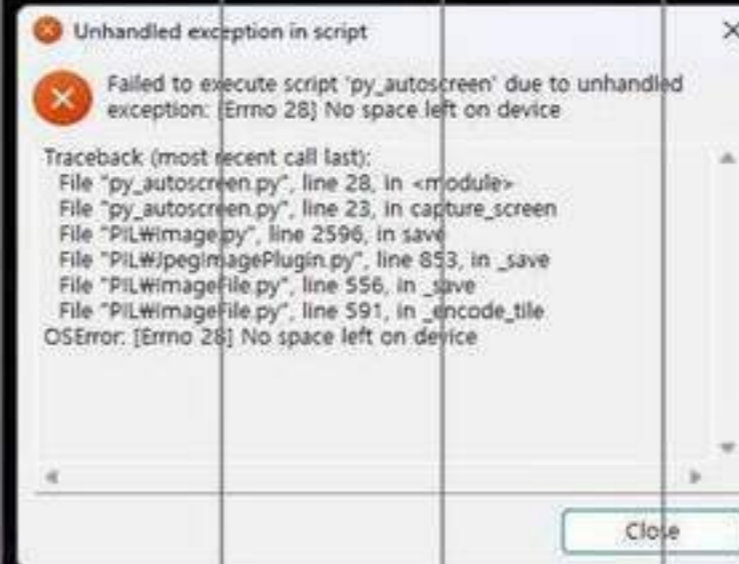 Unhandled exception in script
Failed to execute script 'py_autoscreen' due to unhandled
exception: [Errno 28] No space left on device
Traceback (most recent call last):
File "py_autoscreen.py", line 28, in <module>
File "py_autoscreen.py", line 23, in capture_screen
File "PIL₩Image.py", line 2596, in save
File "PIL₩JpegImagePlugin.py", line 853, in _save
File "PIL₩ImageFile.py", line 556, in _save
File "PIL₩ImageFile.py", line 591, in _encode_tile
OSError: [Errno 28] No space left on device
Close